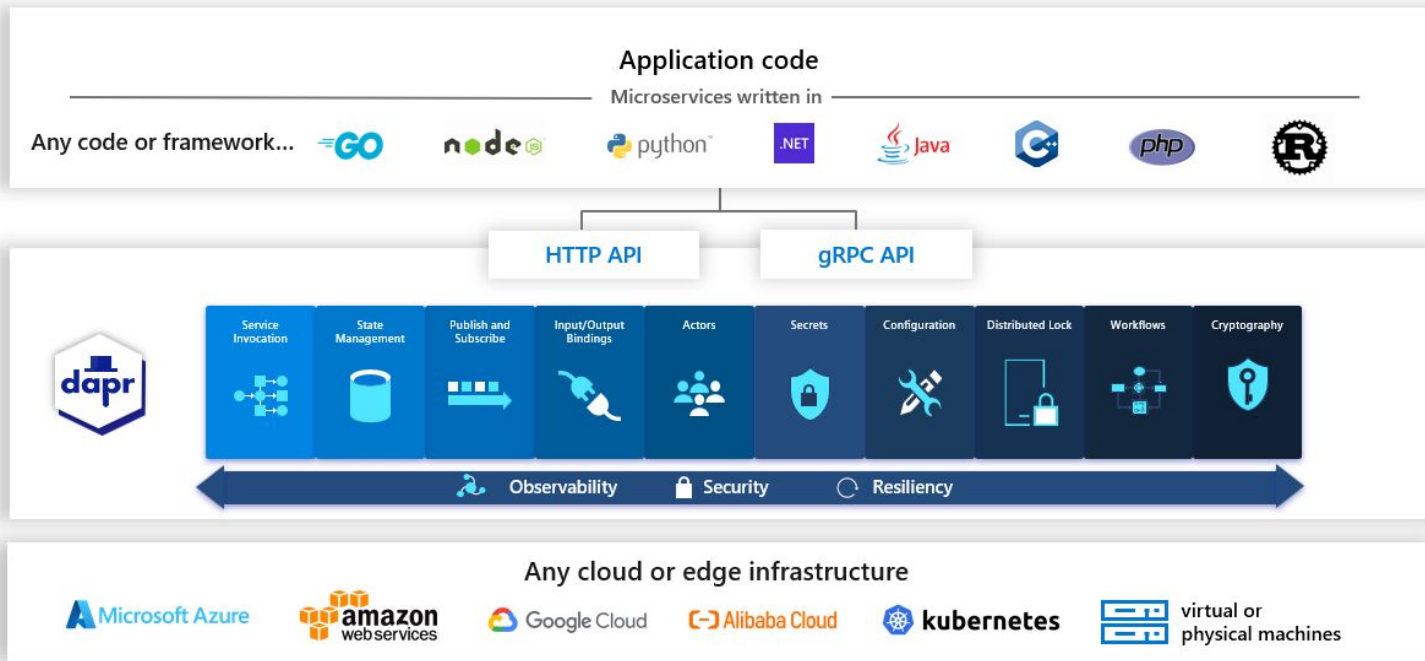 Application code
Microservices written in
Any code or framework...
GO
node
JS
python™
.NET
Java
C++
php
R
HTTP API
gRPC API
dapr
Service
Invocation
State
Management
Publish and
Subscribe
Input/Output
Bindings
Actors
Secrets
Configuration
Distributed Lock
Workflows
Cryptography
Observability
Security
Resiliency
Any cloud or edge infrastructure
Microsoft Azure
amazon
webservices
Google Cloud
Alibaba Cloud
kubernetes
virtual or
physical machines